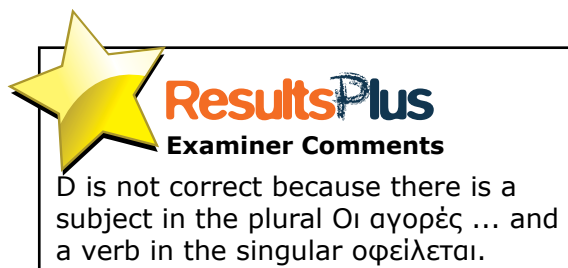 ResultsPlus
Examiner Comments
D is not correct because there is a
subject in the plural Οι αγορές ... and
a verb in the singular οφείλεται.